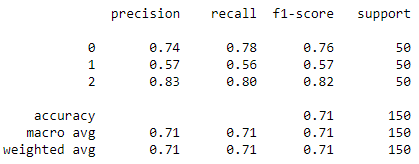 precision recall f1-score support
0 0.74 0.78 0.76 50
1 0.57 0.56 0.57 50
2 0.83 0.80 0.82 50
accuracy 0.71 150
macro avg 0.71 0.71 0.71 150
weighted avg 0.71 0.71 0.71 150